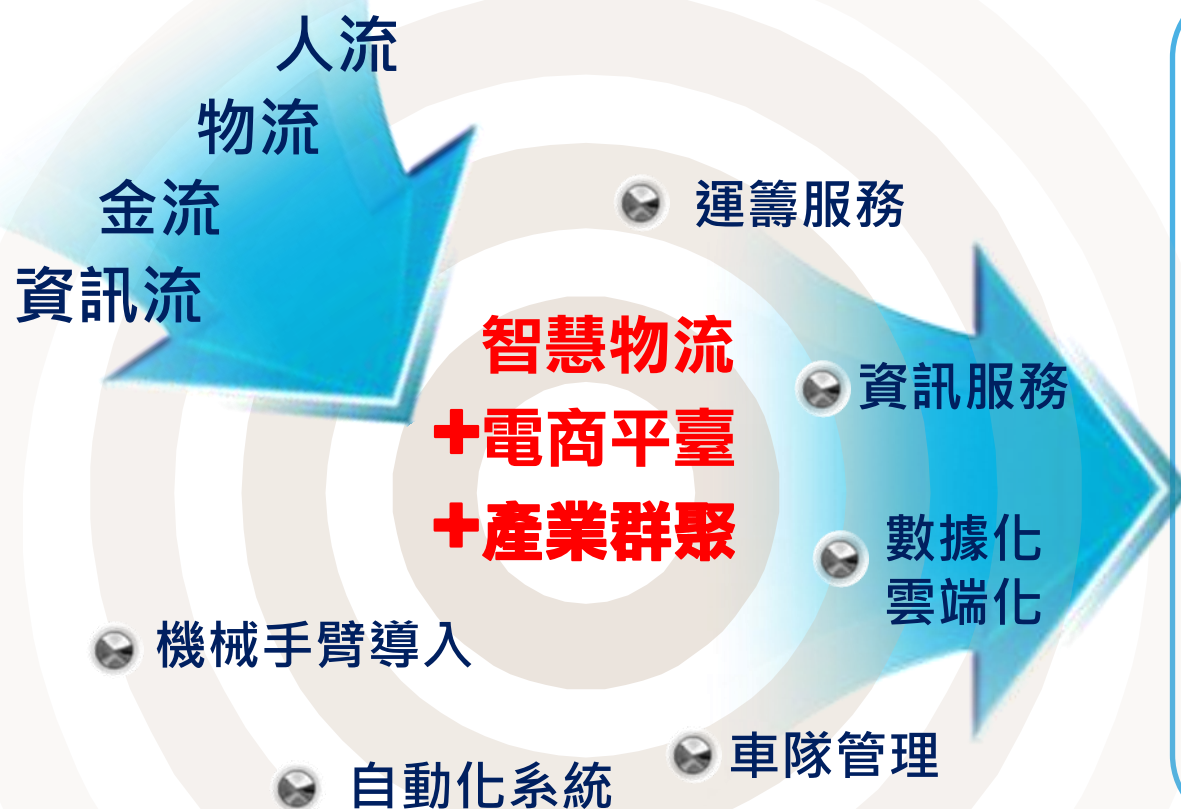 人流
物流
金流
資訊流
運籌服務
智慧物流
+電商平臺
+產業群聚
資訊服務
數據化
雲端化
機械手臂導入
車隊管理
自動化系統